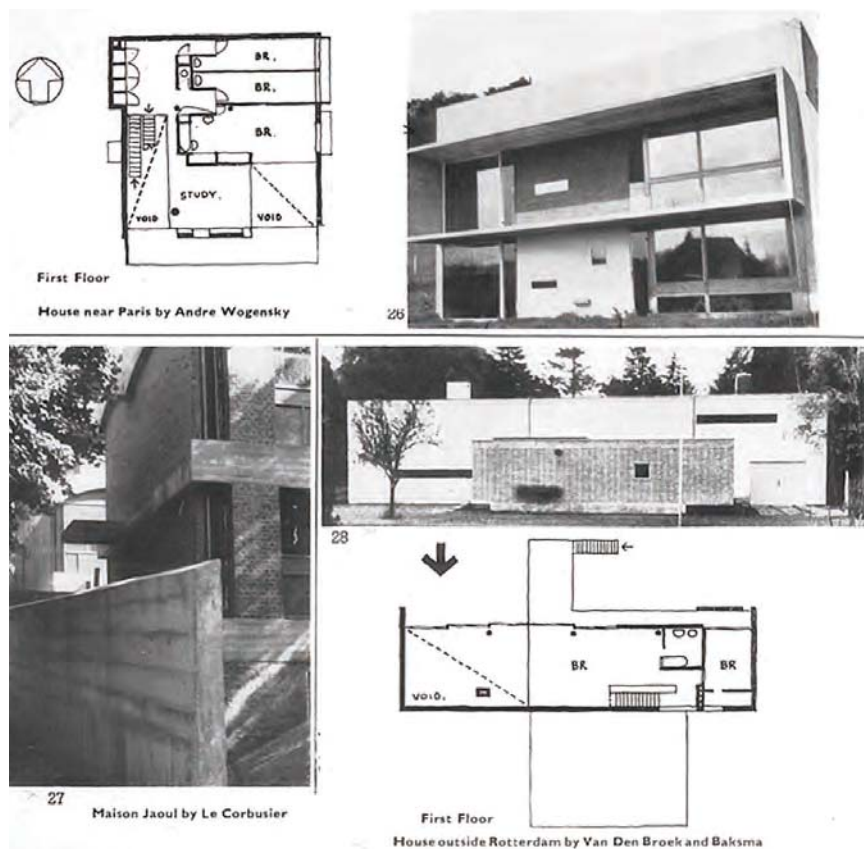 BR.
BR.
BR.
STUDY.
VOID
VOID
First Floor
House near Paris by Andre Wogensky
26
27
Maison Jaoul by Le Corbusier
28
BR
BR
VOID.
First Floor
House outside Rotterdam by Van Den Broek and Baksma